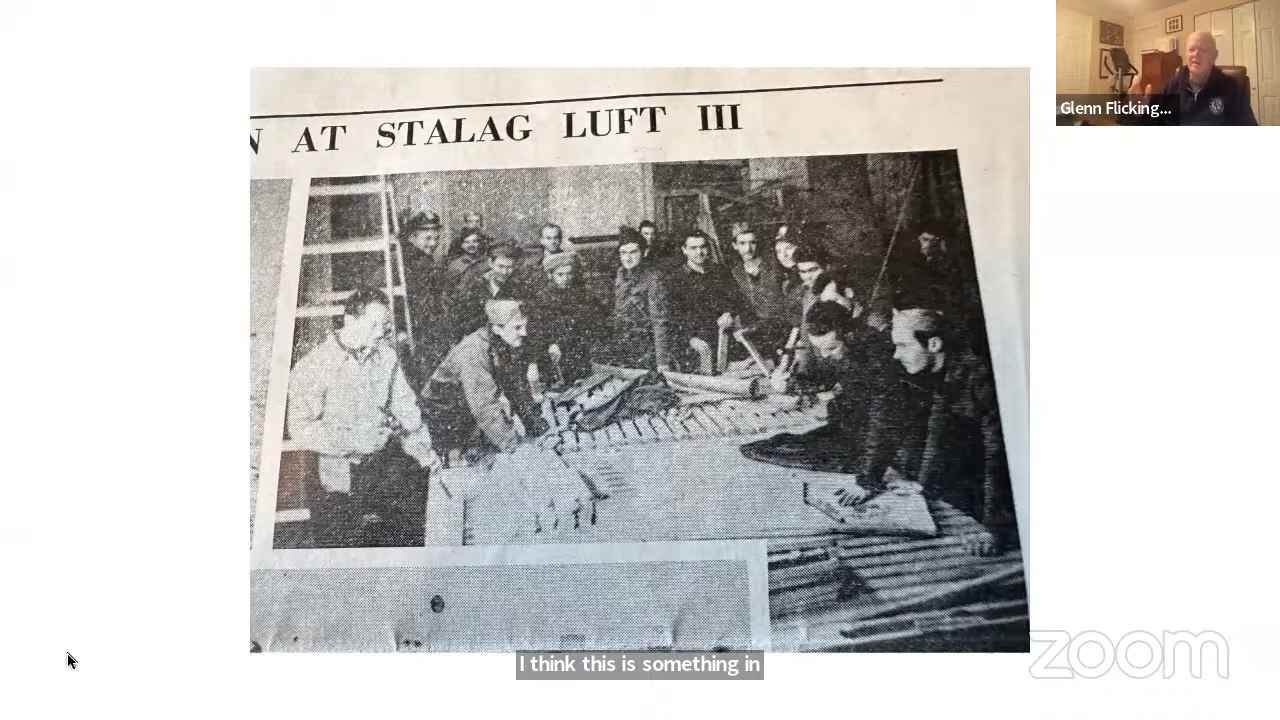 N AT STALAG LUFT III
Glenn Flicking...
I think this is something in
zoom